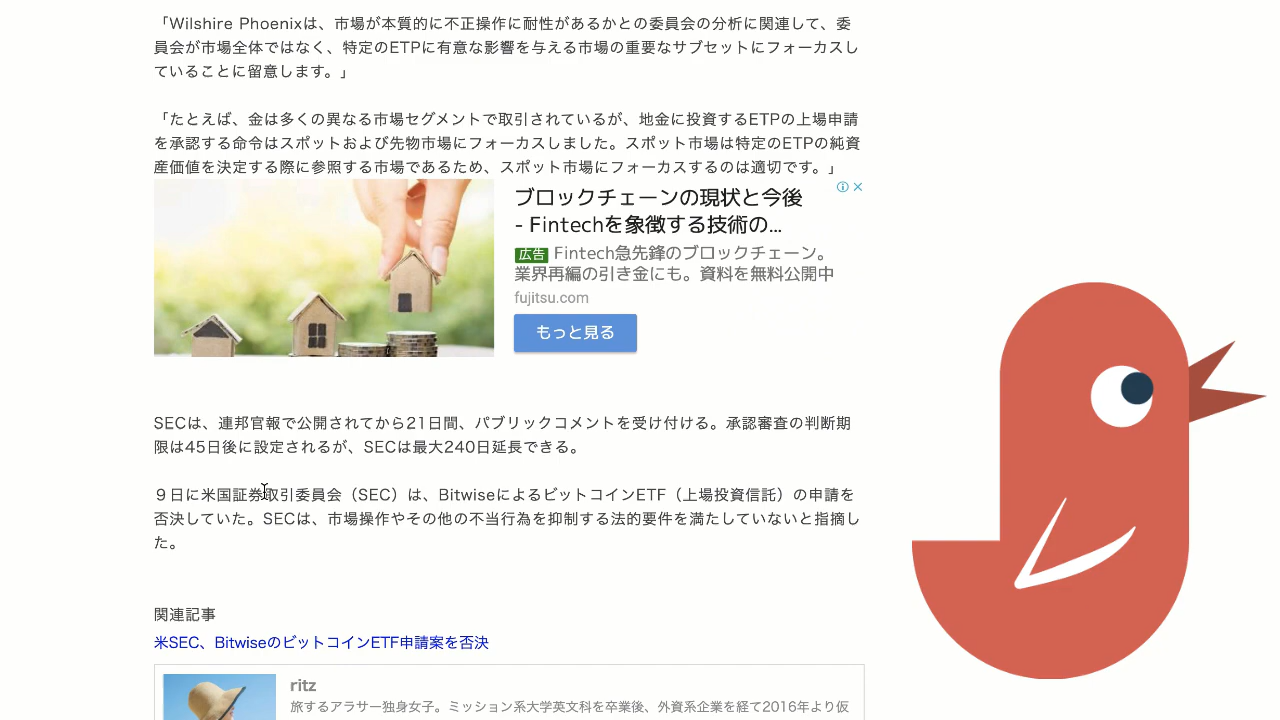 「Wilshire Phoenixは、市場が本質的に不正操作に耐性があるかとの委員会の分析に関連して、委
員会が市場全体ではなく、特定のETPに有意な影響を与える市場の重要なサブセットにフォーカスし
ていることに留意します。」
「たとえば、金は多くの異なる市場セグメントで取引されているが、地金に投資するETPの上場申請
を承認する命令はスポットおよび先物市場にフォーカスしました。スポット市場は特定のETPの純資
産価値を決定する際に参照する市場であるため、スポット市場にフォーカスするのは適切です。」
ブロックチェーンの現状と今後
- Fintechを象徴する技術の...
広告 Fintech急先鋒のブロックチェーン。
業界再編の引き金にも。資料を無料公開中
fujitsu.com
もっと見る
SECは、連邦官報で公開されてから21日間、パブリックコメントを受け付ける。承認審査の判断期
限は45日後に設定されるが、SECは最大240日延長できる。
９日に米国証券取引委員会（SEC）は、BitwiseによるビットコインETF（上場投資信託）の申請を
否決していた。SECは、市場操作やその他の不当行為を抑制する法的要件を満たしていないと指摘し
た。
関連記事
米SEC、BitwiseのビットコインETF申請案を否決
ritz
旅するアラサー独身女子。ミッション系大学英文科を卒業後、外資系企業を経て2016年より仮